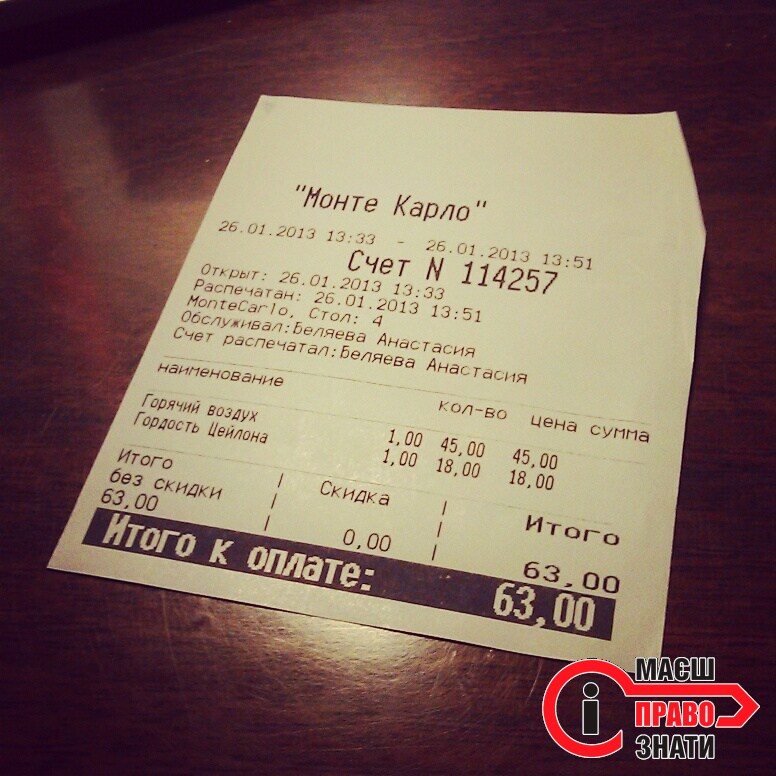 "Монте Карло"
26.01.2013 13:33 - 26.01.2013 13:51
Счет N 114257
Открыт: 26.01.2013 13:33
Распечатан: 26.01.2013 13:51
MonteCarlo, Стол: 4
Обслуживал:Беляева Анастасия
Счет распечатал:Беляева Анастасия
наименование кол-во цена сумма
Горячий воздух 1,00 45,00 45,00
Гордость Цейлона 1,00 18,00 18,00
Итого
без скидки | Скидка | Итого
63,00 | 0,00 | 63,00
Итого к оплате: 63,00
МАЄШ
ПРАВО
ЗНАТИ